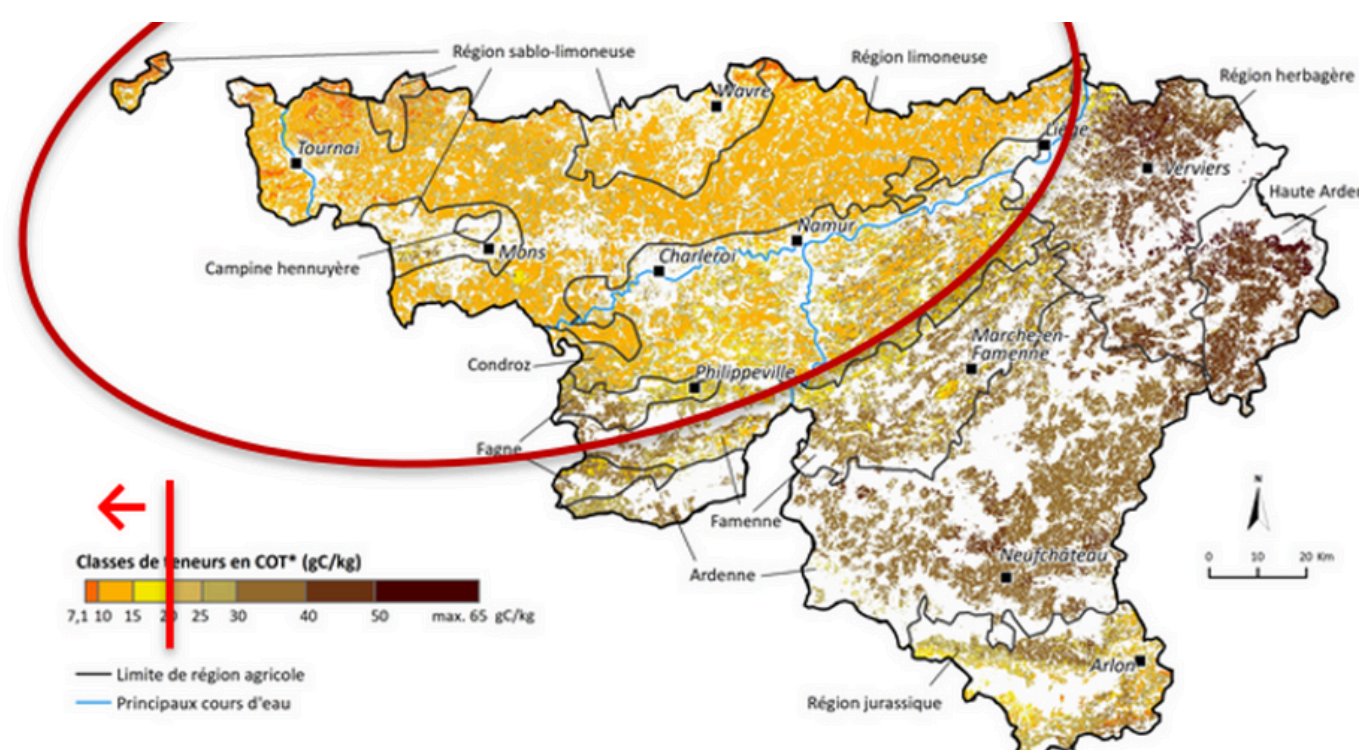 Région sablo-limoneuse
Région limoneuse
Région herbagère
Wavre
Liège
Tournai
Verviers
Haute Arden
Namur
Mons
Charleroi
Campine hennuyère
Marche-en-
Famenne
Condroz
Philippeville
Fagne
Famenne
Ardenne
Neufchâteau
N
0 10 20 Km
Classes de teneurs en COT* (gC/kg)
7,1 10 15 20 25 30 40 50 max. 65 gC/kg
Limite de région agricole
Principaux cours d'eau
Arlon
Région jurassique